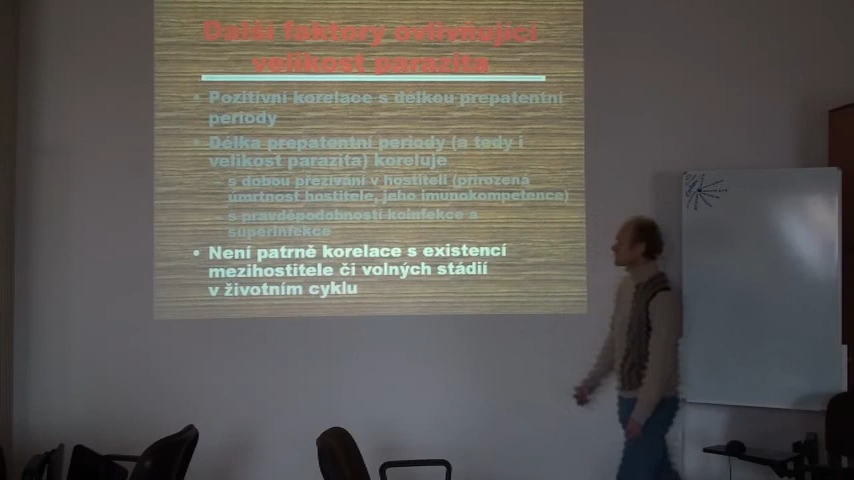 Další faktory ovlivňující
velikost parazita
• Pozitivní korelace s délkou prepatentní
periody
• Délka prepatentní periody (a tedy i
velikost parazita) koreluje
– s dobou přežívání v hostiteli (přirozená
úmrtnost hostitele, jeho imunokompetence)
– s pravděpodobností koinfekce a
superinfekce
• Není patrně korelace s existencí
mezihostitele či volných stádií
v životním cyklu